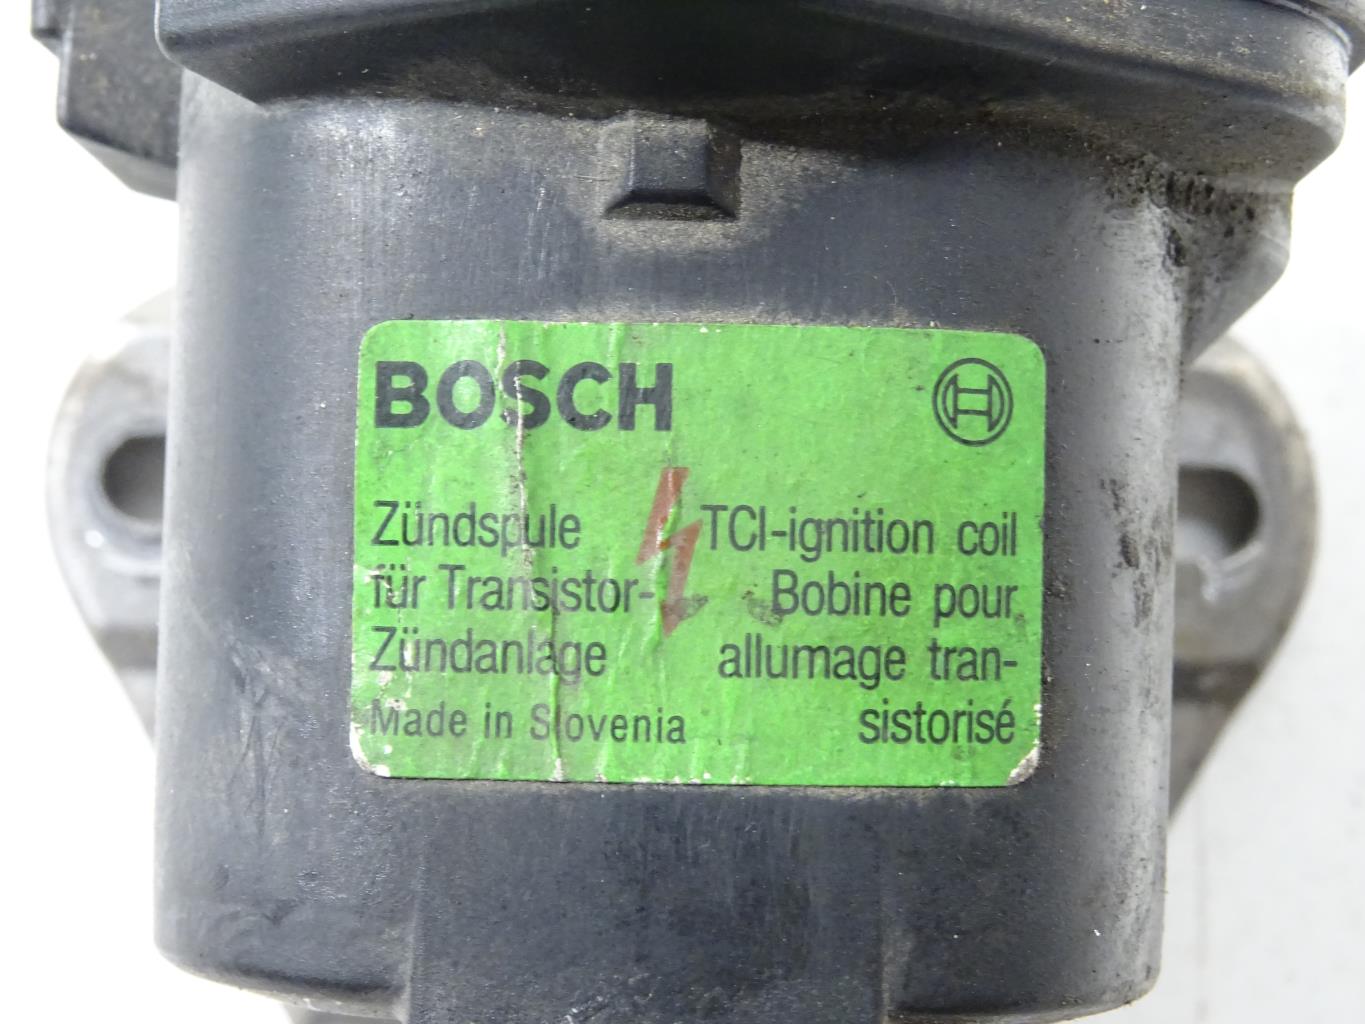 BOSCH
Zündspule
für Transistor-
Zündanlage
Made in Slovenia
TCI-ignition coil
Bobine pour
allumage tran-
sistorisé